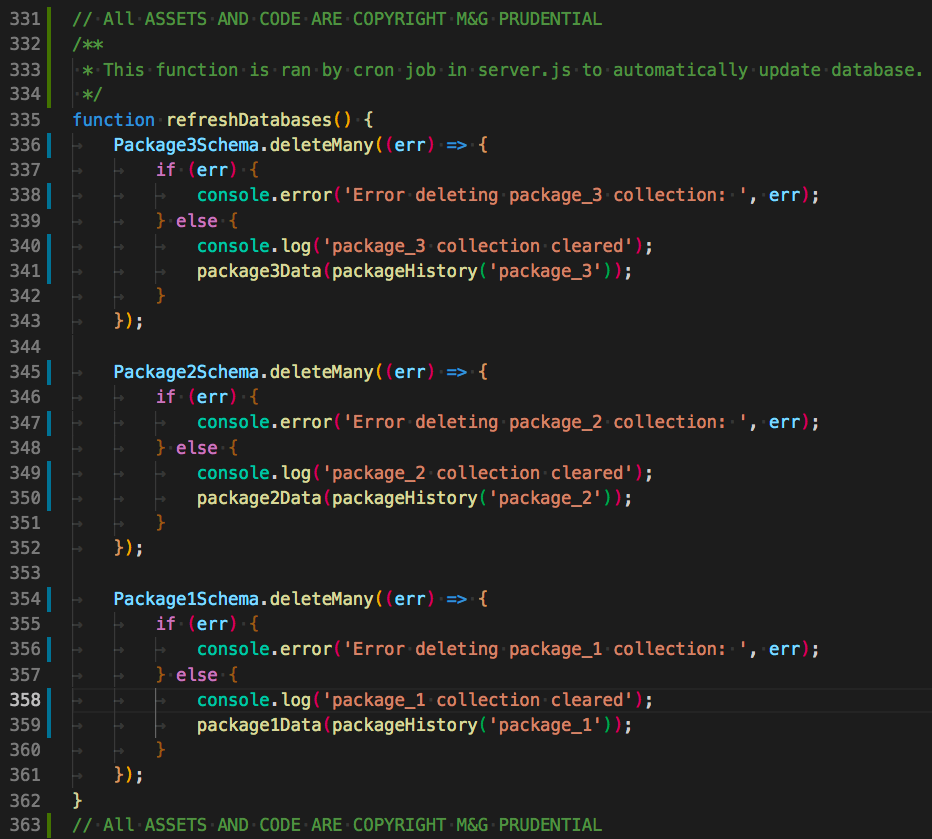 331 // All ASSETS AND CODE ARE COPYRIGHT M&G PRUDENTIAL
332 /**
333  * This function is ran by cron job in server.js to automatically update database.
334  */
335 function refreshDatabases() {
336     Package3Schema.deleteMany((err) => {
337         if (err) {
338             console.error('Error deleting package_3 collection: ', err);
339         } else {
340             console.log('package_3 collection cleared');
341             package3Data(packageHistory('package_3'));
342         }
343     });
344
345     Package2Schema.deleteMany((err) => {
346         if (err) {
347             console.error('Error deleting package_2 collection: ', err);
348         } else {
349             console.log('package_2 collection cleared');
350             package2Data(packageHistory('package_2'));
351         }
352     });
353
354     Package1Schema.deleteMany((err) => {
355         if (err) {
356             console.error('Error deleting package_1 collection: ', err);
357         } else {
358             console.log('package_1 collection cleared');
359             package1Data(packageHistory('package_1'));
360         }
361     });
362 }
363 // All ASSETS AND CODE ARE COPYRIGHT M&G PRUDENTIAL